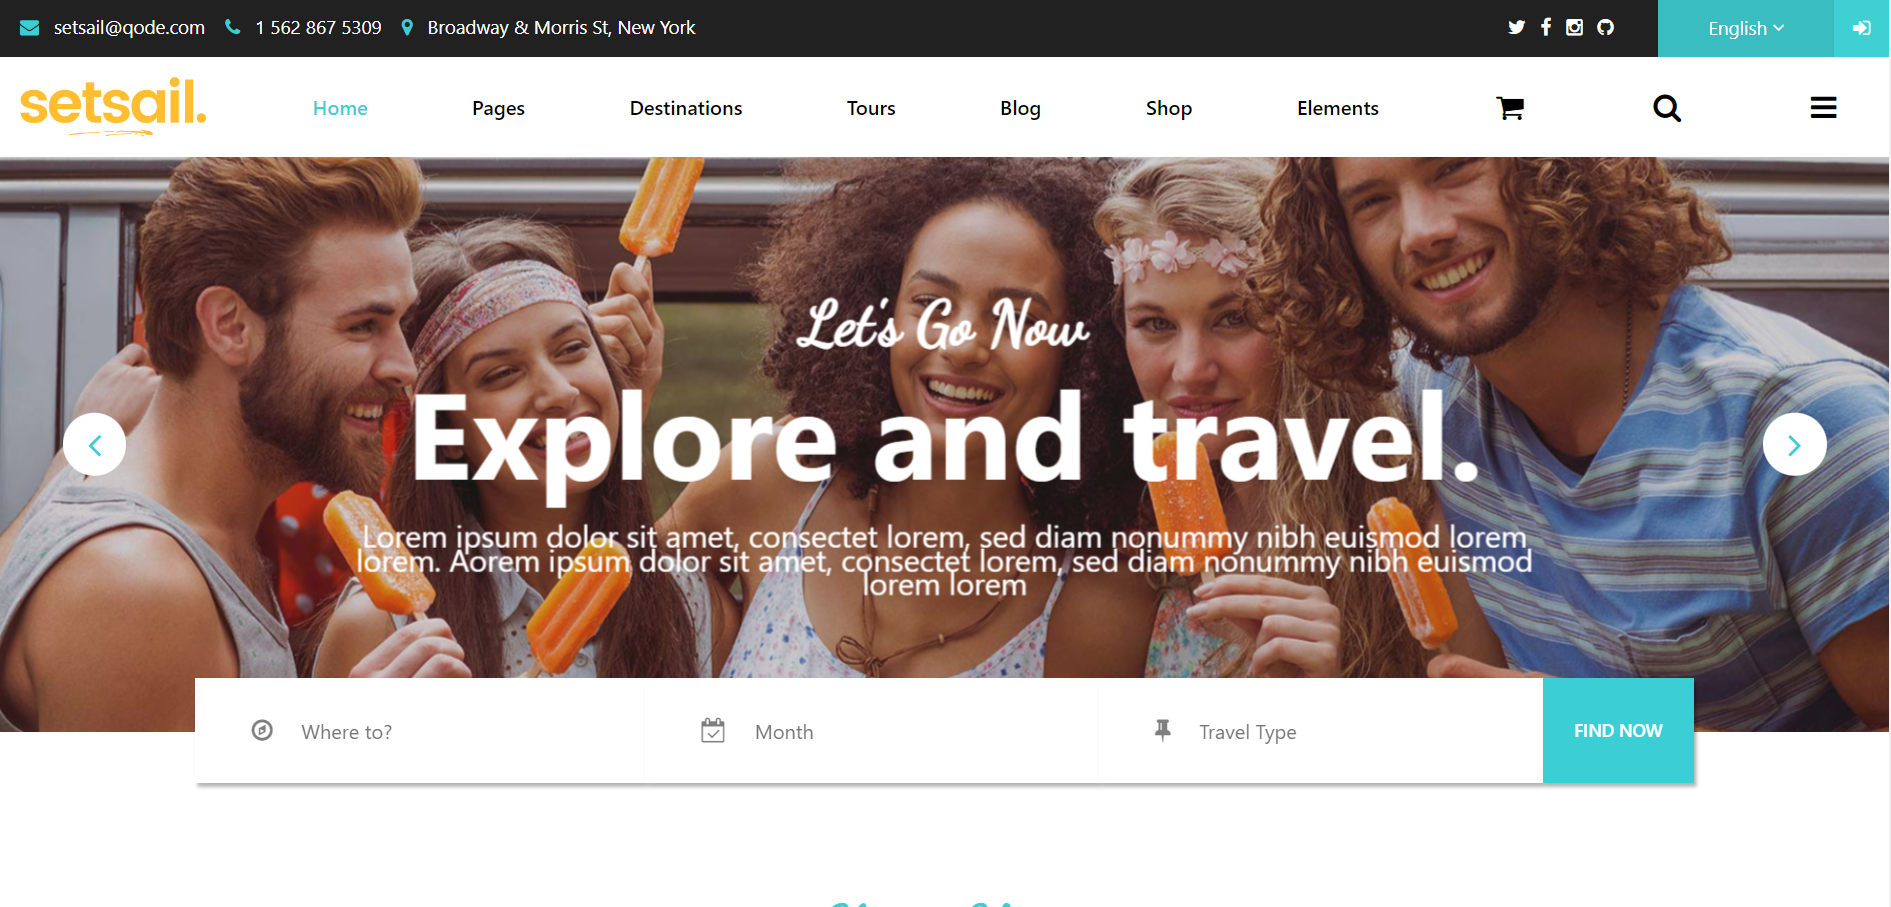 setsail@qode.com 1 562 867 5309 Broadway & Morris St, New York English
setsail.
Home Pages Destinations Tours Blog Shop Elements
Let's Go Now
Explore and travel.
Lorem ipsum dolor sit amet, consectet lorem, sed diam nonummy nibh euismod lorem
lorem. Aorem ipsum dolor sit amet, consectet lorem, sed diam nonummy nibh euismod
lorem lorem
Where to? Month Travel Type FIND NOW